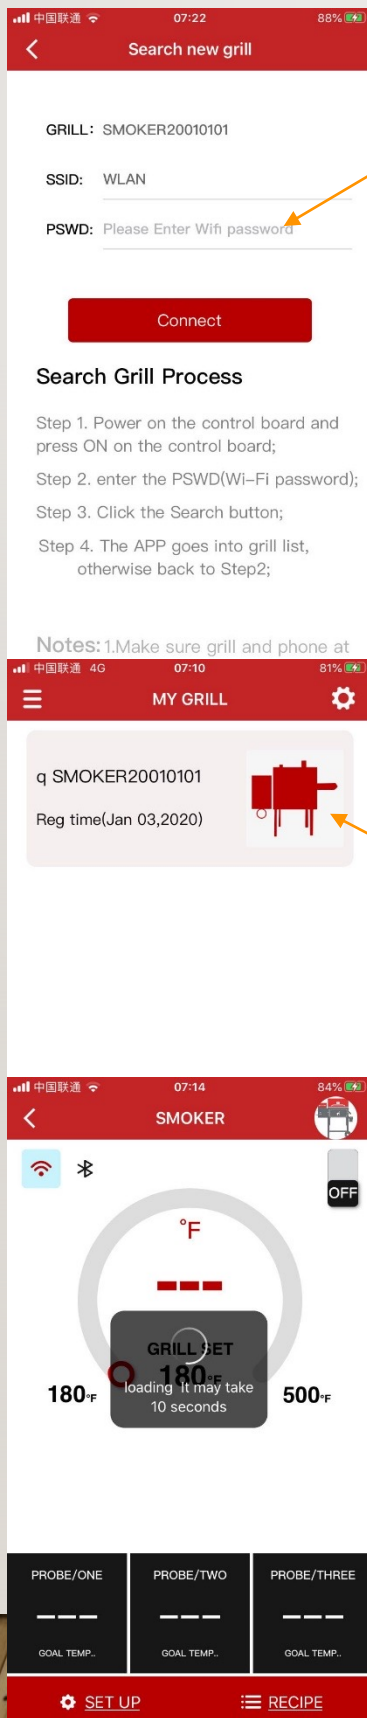 中国联通 07:22 88%
Search new grill
GRILL: SMOKER20010101
SSID: WLAN
PSWD: Please Enter Wifi password
Connect
Search Grill Process
Step 1. Power on the control board and
press ON on the control board;
Step 2. enter the PSWD(Wi-Fi password);
Step 3. Click the Search button;
Step 4. The APP goes into grill list,
otherwise back to Step2;
Notes: 1.Make sure grill and phone at
中国联通 4G 07:10 81%
MY GRILL
q SMOKER20010101
Reg time(Jan 03,2020)
中国联通 07:14 84%
SMOKER
OFF
°F
GRILL SET
180°F
loading It may take
10 seconds
180°F 500°F
PROBE/ONE PROBE/TWO PROBE/THREE
GOAL TEMP.. GOAL TEMP.. GOAL TEMP..
SET UP RECIPE